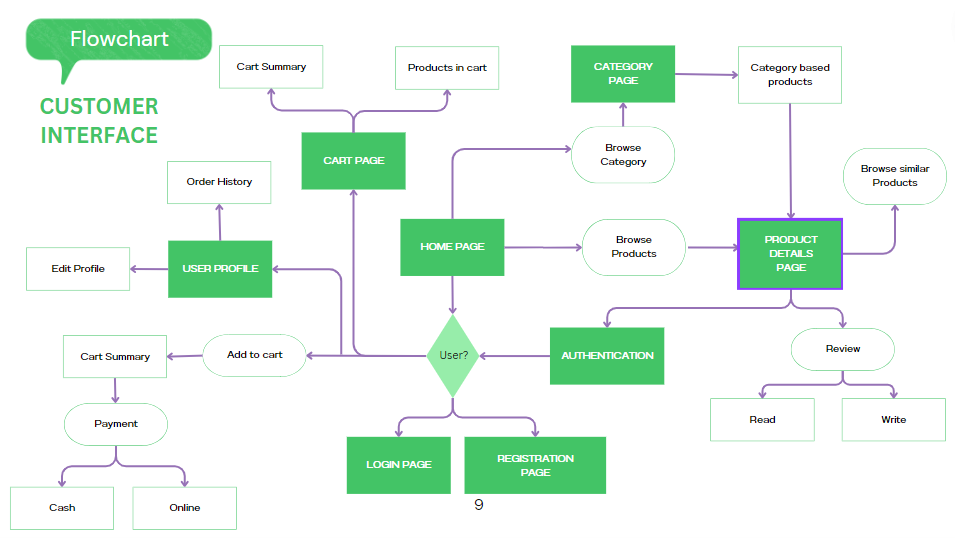 Flowchart
CUSTOMER
INTERFACE
Cart Summary
Products in cart
CATEGORY
PAGE
Category based
products
CART PAGE
Browse
Category
Order History
Browse similar
Products
HOME PAGE
Browse
Products
PRODUCT
DETAILS
PAGE
Edit Profile
USER PROFILE
Cart Summary
Add to cart
User?
AUTHENTICATION
Review
Payment
Read
Write
LOGIN PAGE
REGISTRATION
PAGE
Cash
Online
9